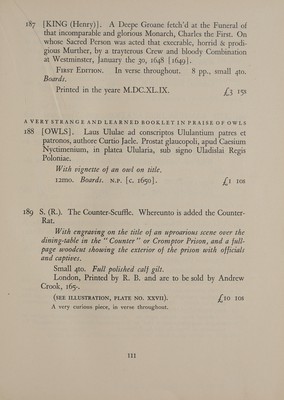 187 [KING (Henry)]. A Deepe Groane fetch'd at the Funeral of
that incomparable and glorious Monarch, Charles the First. On
whose Sacred Person was acted that execrable, horrid & prodi-
gious Murther, by a trayterous Crew and bloody Combination
at Westminster, January the 30, 1648 [1649].
First Edition. In verse throughout. 8 pp., small 4to.
Boards.
Printed in the yeare M.DC.XL.IX. £3 15s
A VERY STRANGE AND LEARNED BOOKLET IN PRAISE OF OWLS
188 [OWLS]. Laus Ululae ad conscriptos Ululantium patres et
patronos, authore Curtio Jaele. Prostat glaucopoli, apud Caesium
Nyctimenium, in platea Ulularia, sub signo Uladislai Regis
Poloniae.
With vignette of an owl on title.
12mo. Boards. N.P. [c. 1650]. £1 10s
189 S. (R.). The Counter-Scuffle. Whereunto is added the Counter-
Rat.
With engraving on the title of an uproarious scene over the
dining-table in the "Counter" or Cromptor Prison, and a full-
page woodcut showing the exterior of the prison with officials
and captives.
Small 4to. Full polished calf gilt.
London, Printed by R. B. and are to be sold by Andrew
Crook, 165-.
(SEE ILLUSTRATION, PLATE NO. XXVII). £10 10s
A very curious piece, in verse throughout.
III